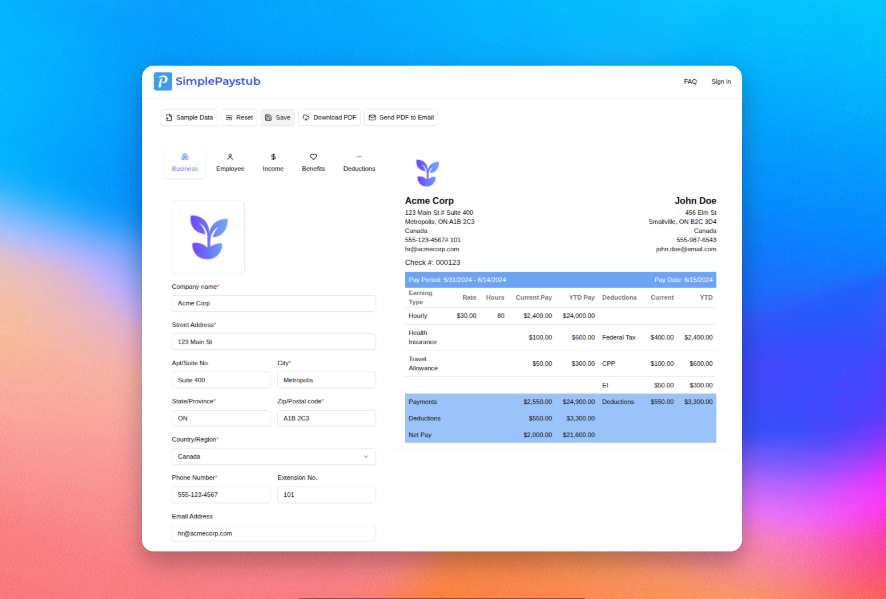 SimplePaystub
FAQ
Sign in
Sample Data
Reset
Save
Download PDF
Send PDF to Email
Business
Employee
Income
Benefits
Deductions
Company name*
Acme Corp
Street Address*
123 Main St
Apt/Suite No. City*
Suite 400 Metropolis
State/Province* Zip/Postal code*
ON A1B 2C3
Country/Region*
Canada
Phone Number* Extension No.
555-123-4567 101
Email Address
hr@acmecorp.com
Acme Corp
123 Main St # Suite 400
Metropolis, ON A1B 2C3
Canada
555-123-4567# 101
hr@acmecorp.com
John Doe
456 Elm St
Smallville, ON B2C 3D4
Canada
555-987-6543
john.doe@email.com
Check #: 000123
Pay Period: 5/31/2024 - 6/14/2024 Pay Date: 6/15/2024
Earning Type Rate Hours Current Pay YTD Pay Deductions Current YTD
Hourly $30.00 80 $2,400.00 $24,000.00
Health Insurance $100.00 $600.00 Federal Tax $400.00 $2,400.00
Travel Allowance $50.00 $300.00 CPP $100.00 $600.00
EI $50.00 $300.00
Payments $2,550.00 $24,900.00 Deductions $550.00 $3,300.00
Deductions $550.00 $3,300.00
Net Pay $2,000.00 $21,600.00